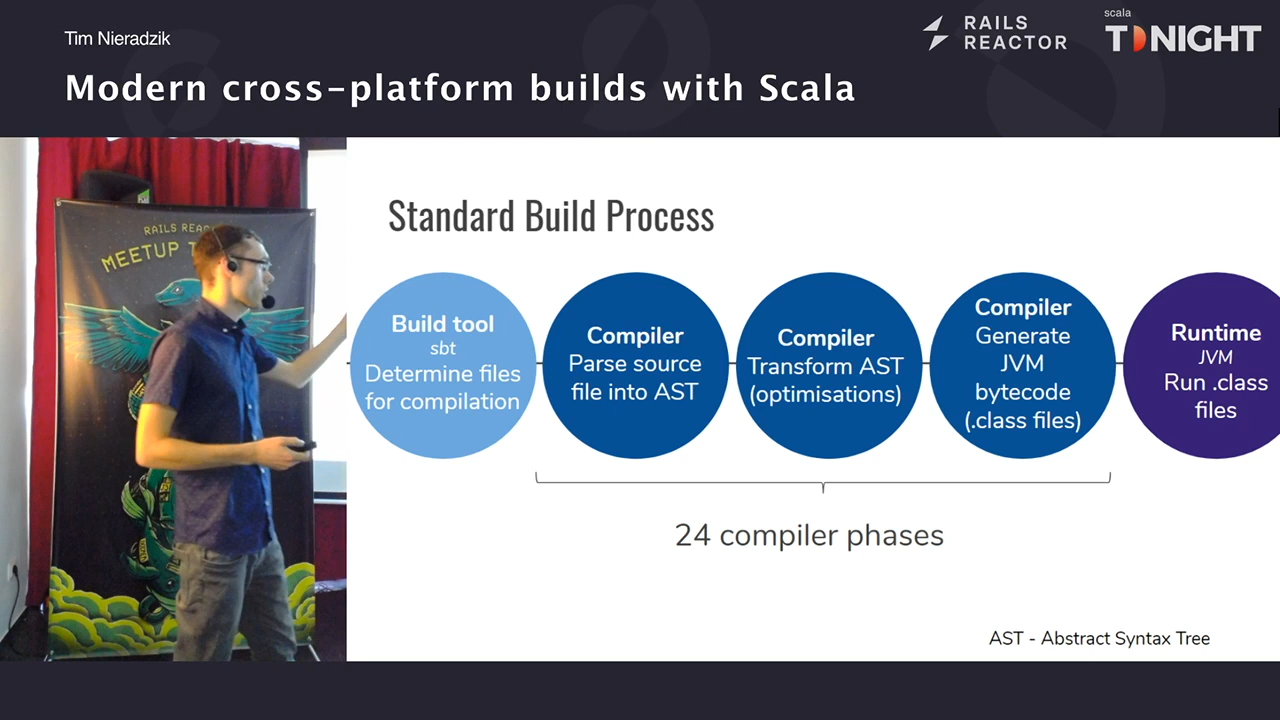 Tim Nieradzik
Modern cross-platform builds with Scala
RAILS
REACTOR
scala
TONIGHT
RAILS REAC
MEETUP T
Standard Build Process
Build tool
sbt
Determine files
for compilation
Compiler
Parse source
file into AST
Compiler
Transform AST
(optimisations)
Compiler
Generate
JVM
bytecode
(.class files)
Runtime
JVM
Run .class
files
24 compiler phases
AST - Abstract Syntax Tree